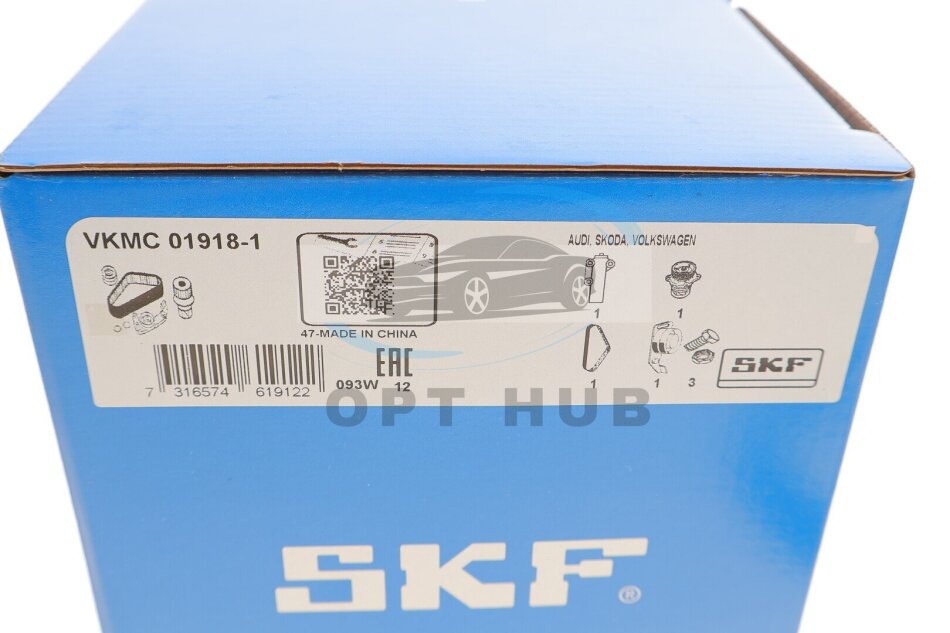 VKMC 01918-1
AUDI, SKODA, VOLKSWAGEN
1
1
47-MADE IN CHINA
EAC
093W 12
7 316574 619122
1
1
3
SKF
OPT HUB
SKF®